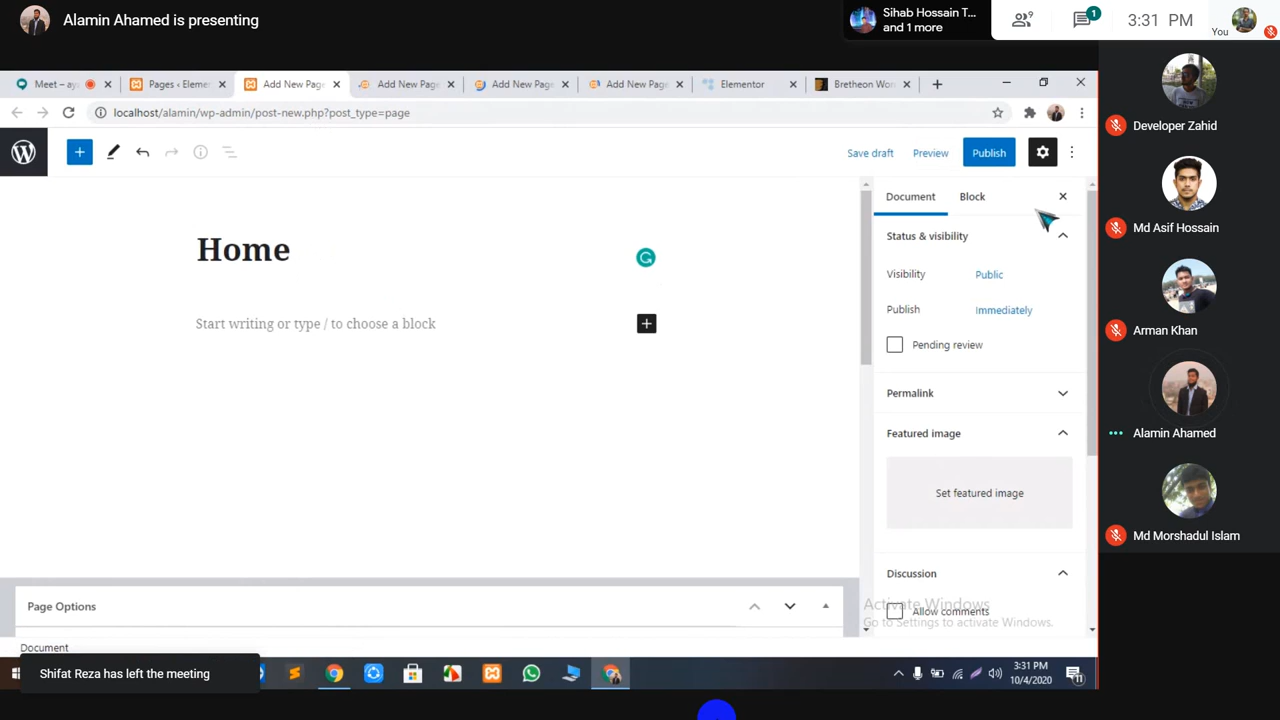 Alamin Ahamed is presenting
Sihab Hossain T...
and 1 more
9
1
3:31 PM
You
Meet – ay
Pages ‹ Elemen
Add New Page
Add New Page
Add New Page
Add New Page
Elementor
Bretheon Wor
localhost/alamin/wp-admin/post-new.php?post_type=page
Save draft
Preview
Publish
Document
Block
Home
Status & visibility
Visibility
Public
Start writing or type / to choose a block
Publish
Immediately
Pending review
Permalink
Featured image
Set featured image
Discussion
Allow comments
Page Options
Activate Windows
Go to Settings to activate Windows.
Document
Shifat Reza has left the meeting
3:31 PM
10/4/2020
11
Developer Zahid
Md Asif Hossain
Arman Khan
Alamin Ahamed
Md Morshadul Islam